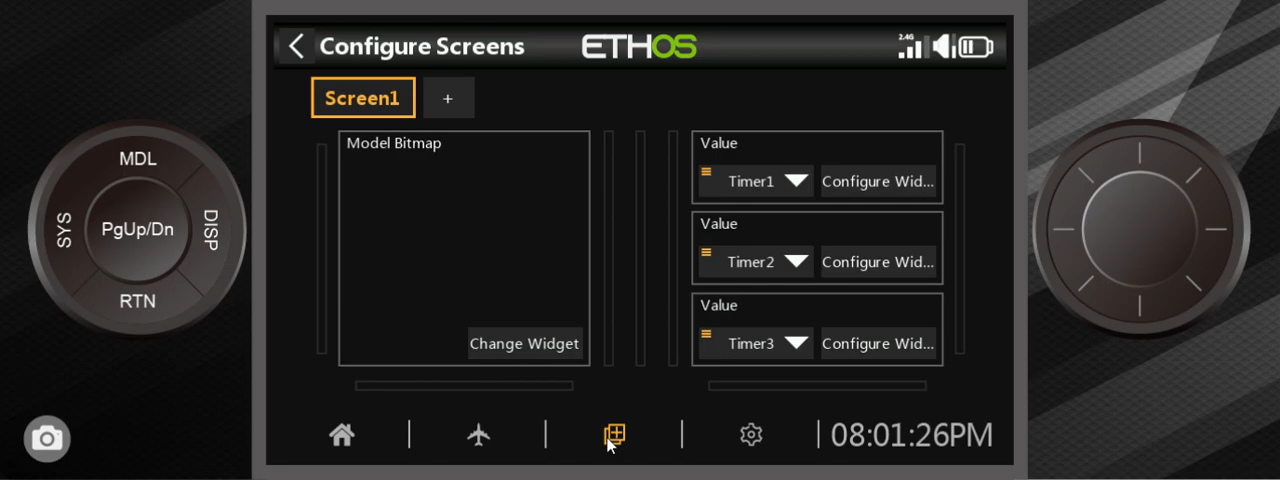 Configure Screens
ETHOS
2.4G
Screen1
+
MDL
SYS
PgUp/Dn
DISP
RTN
Model Bitmap
Change Widget
Value
Timer1
Configure Wid...
Value
Timer2
Configure Wid...
Value
Timer3
Configure Wid...
08:01:26PM